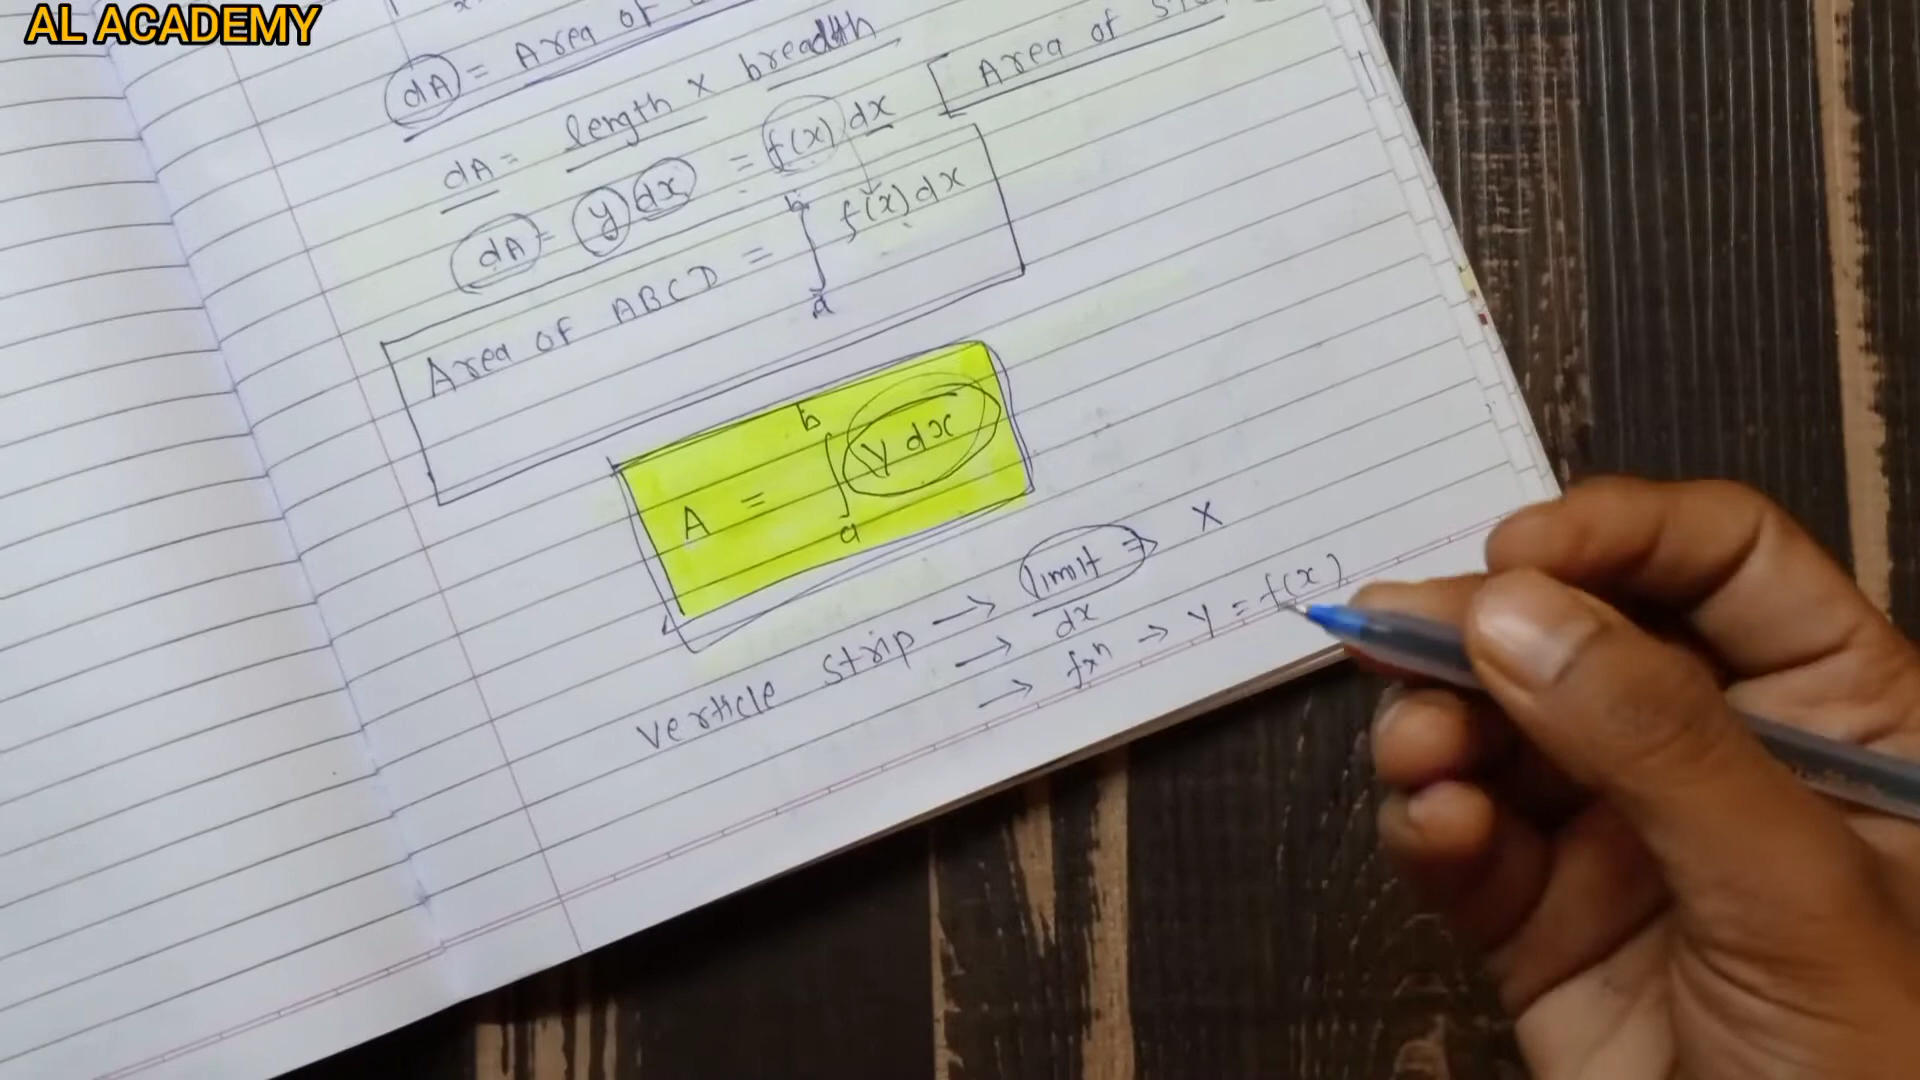 AL ACADEMY
dA = Area of
dA = length x breadth
[Area of
dA = y dx = f(x) dx
Area of ABCD = ∫ₐᵇ f(x) dx
A = ∫ₐᵇ y dx
verticle strip → limit → x
→ dx
→ fxⁿ → y = f(x)